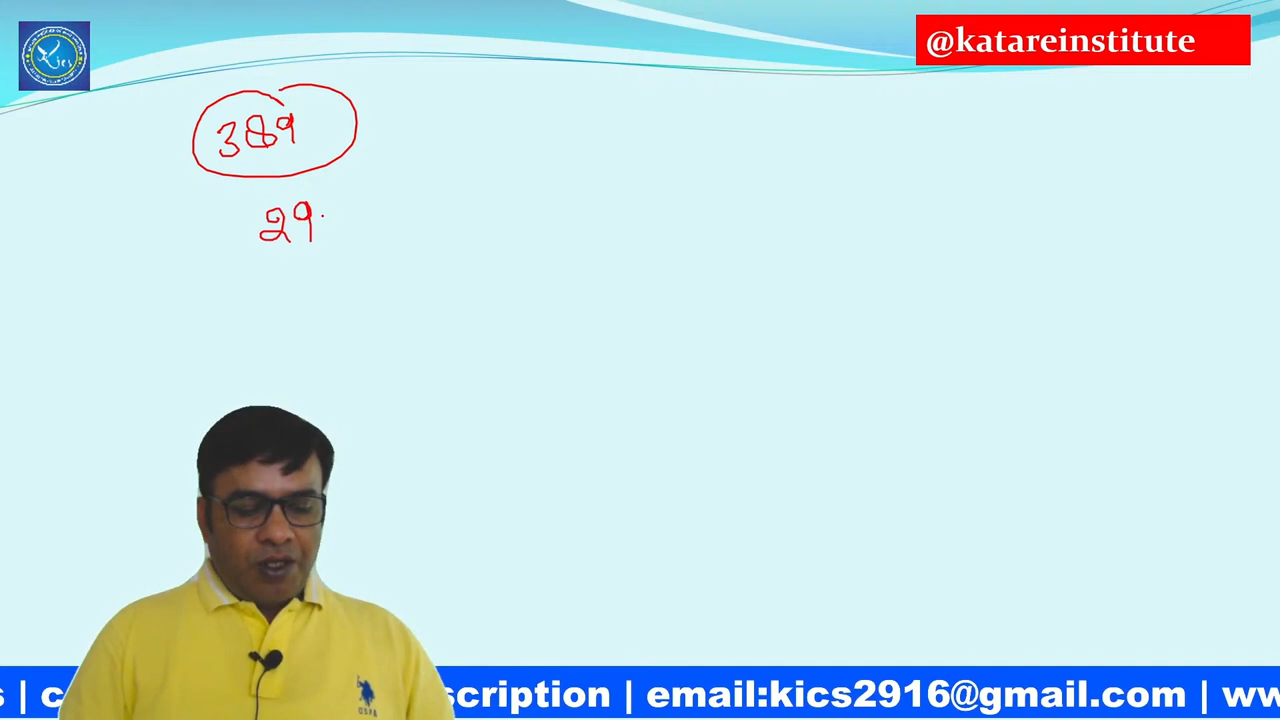 @katareinstitute
389
29.
s | c scription | email:kics2916@gmail.com | ww
U.S.P.A